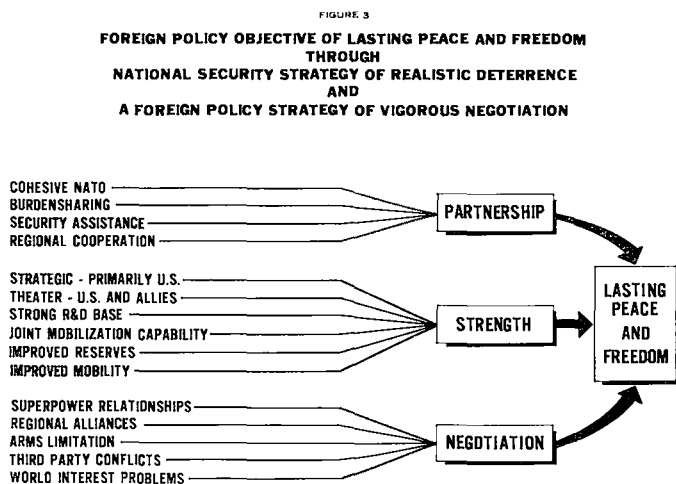 FIGURE 3
FOREIGN POLICY OBJECTIVE OF LASTING PEACE AND FREEDOM
THROUGH
NATIONAL SECURITY STRATEGY OF REALISTIC DETERRENCE
AND
A FOREIGN POLICY STRATEGY OF VIGOROUS NEGOTIATION
COHESIVE NATO
BURDENSHARING
SECURITY ASSISTANCE
REGIONAL COOPERATION
PARTNERSHIP
STRATEGIC - PRIMARILY U.S.
THEATER - U.S. AND ALLIES
STRONG R&D BASE
JOINT MOBILIZATION CAPABILITY
IMPROVED RESERVES
IMPROVED MOBILITY
STRENGTH
SUPERPOWER RELATIONSHIPS
REGIONAL ALLIANCES
ARMS LIMITATION
THIRD PARTY CONFLICTS
WORLD INTEREST PROBLEMS
NEGOTIATION
LASTING
PEACE
AND
FREEDOM